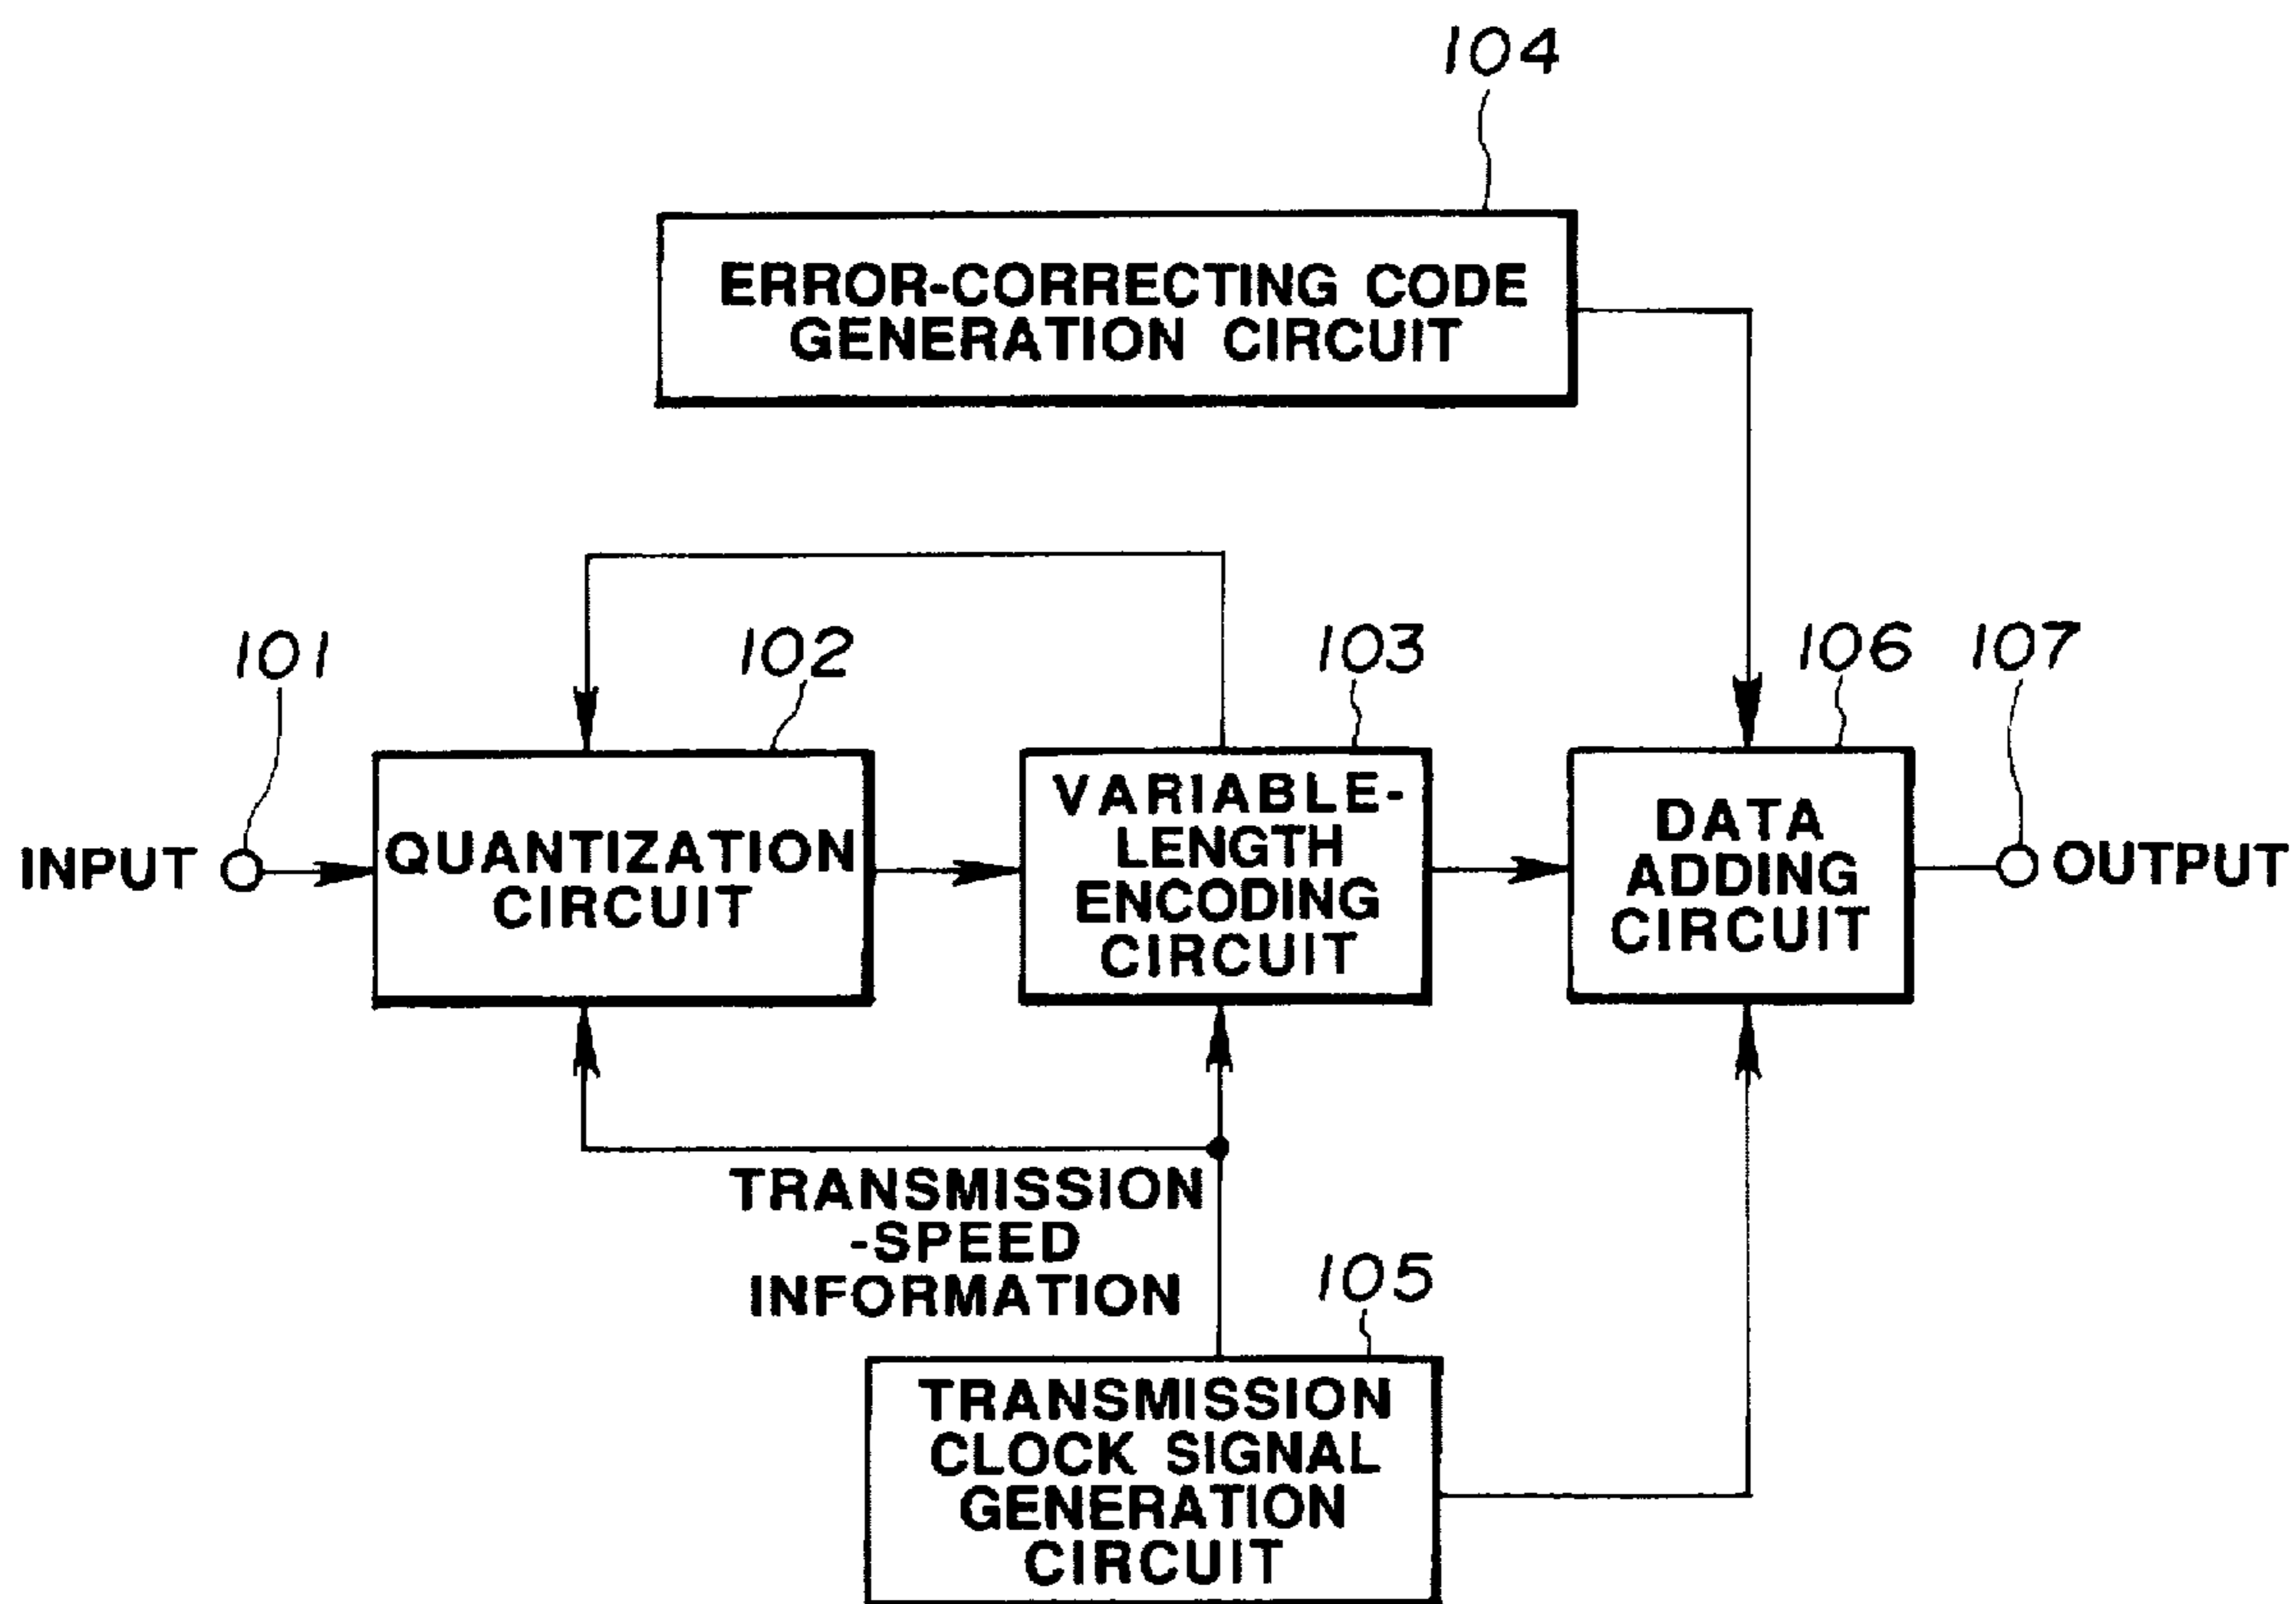 104
ERROR-CORRECTING CODE
GENERATION CIRCUIT
101
102
103
106
107
INPUT
QUANTIZATION
CIRCUIT
VARIABLE-
LENGTH
ENCODING
CIRCUIT
DATA
ADDING
CIRCUIT
OUTPUT
TRANSMISSION
-SPEED
INFORMATION
105
TRANSMISSION
CLOCK SIGNAL
GENERATION
CIRCUIT